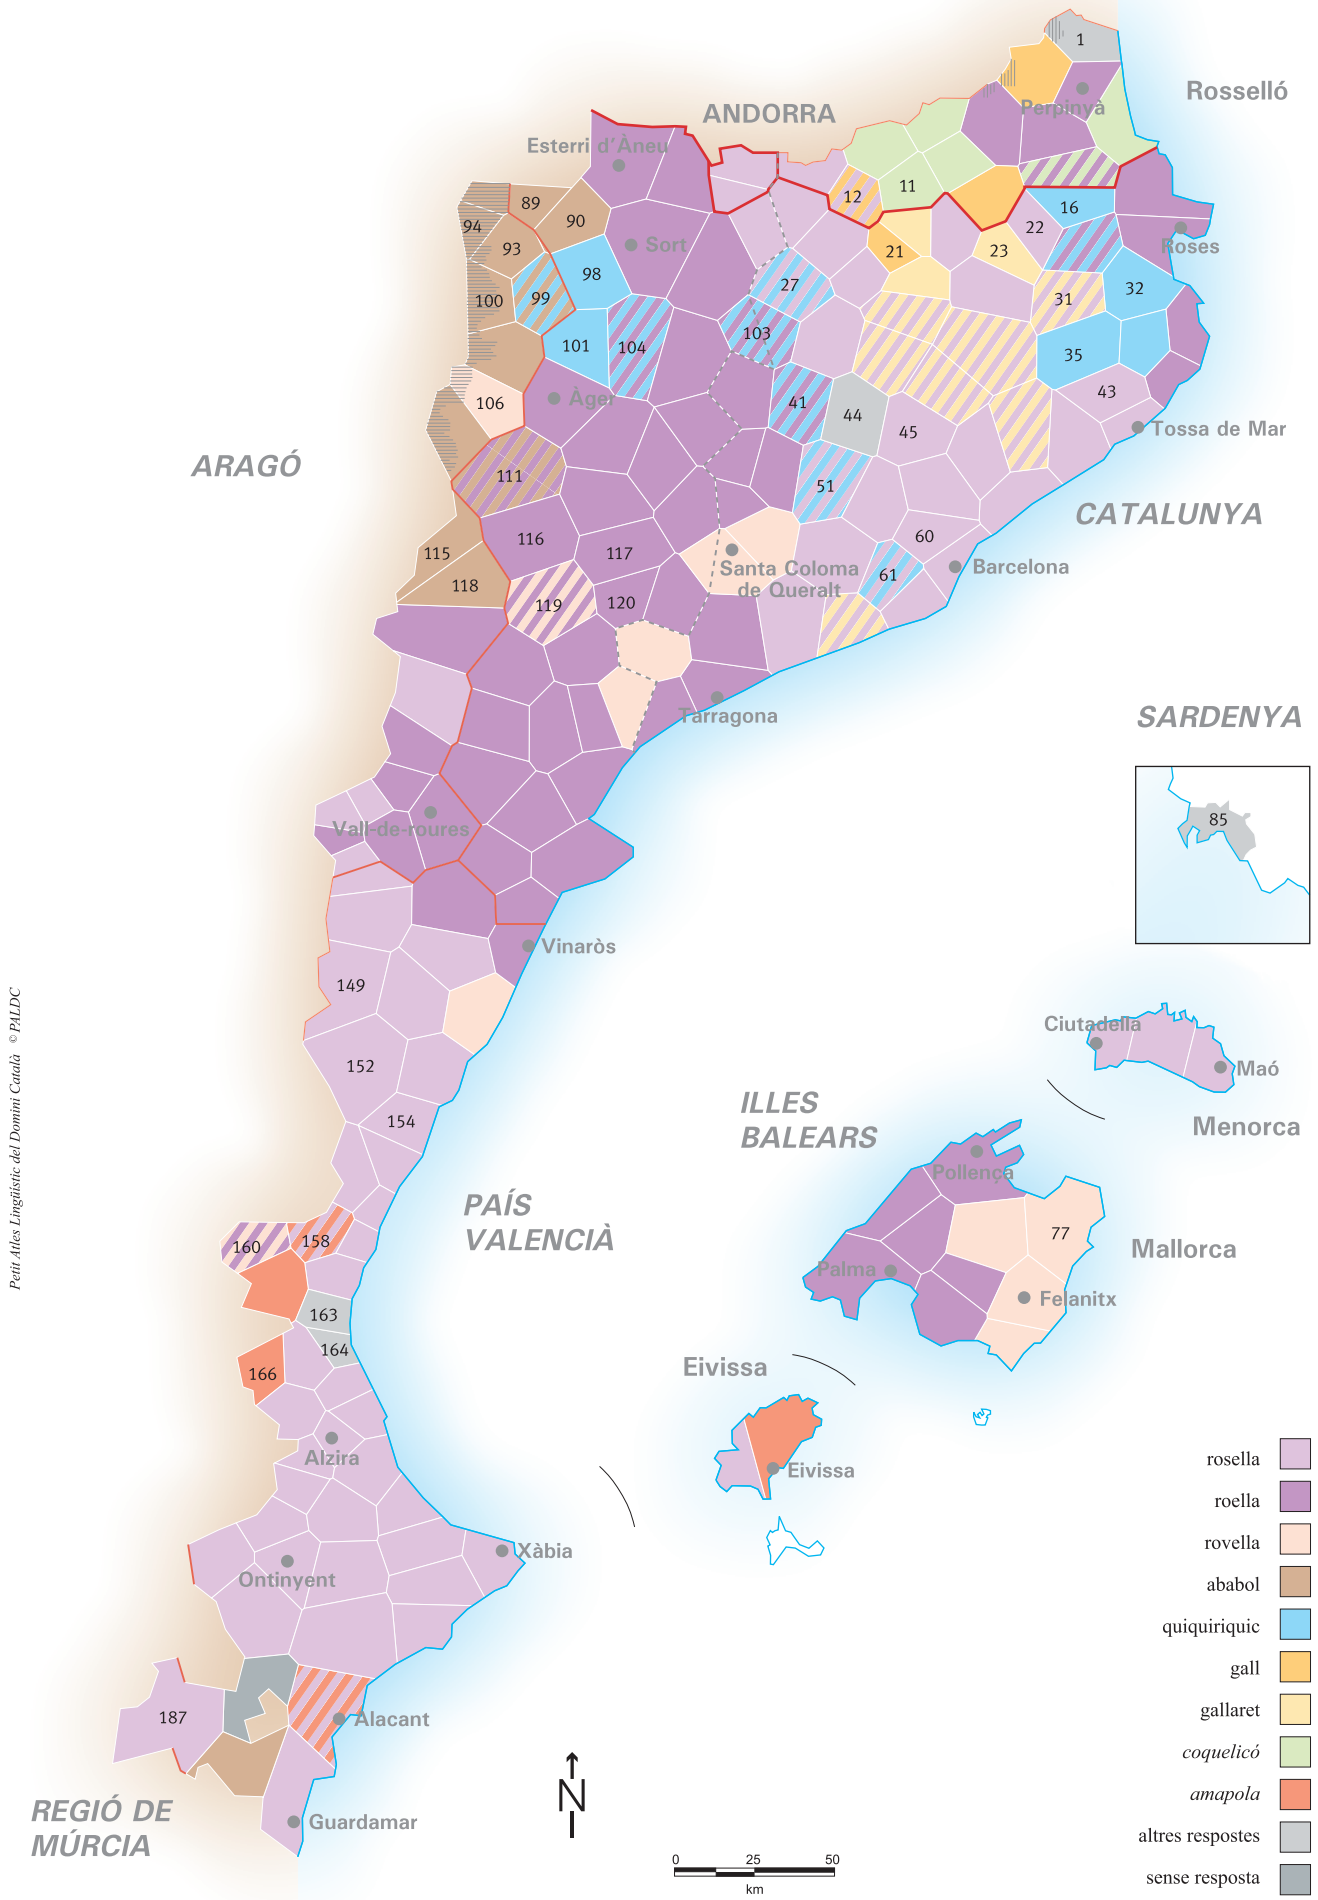 1
Rosselló
ANDORRA
Perpinyà
Esterri d'Àneu
11
12
89
16
94
90
22
93
Sort
21
23
Roses
98
27
32
100
99
31
103
101
104
35
Àger
43
106
41
44
45
Tossa de Mar
ARAGÓ
111
51
CATALUNYA
116
60
115
117
Santa Coloma
de Queralt
Barcelona
61
118
119
120
Tarragona
SARDENYA
85
Vall-de-roures
Vinaròs
149
Ciutadella
152
Maó
ILLES
BALEARS
154
Menorca
Pollença
PAÍS
VALENCIÀ
160
158
77
Mallorca
Palma
Felanitx
163
164
Eivissa
166
Alzira
Eivissa
Xàbia
Ontinyent
187
Alacant
REGIÓ DE
MÚRCIA
Guardamar
N
0 25 50
km
rosella
roella
rovella
ababol
quiquiriquic
gall
gallaret
coquelicó
amapola
altres respostes
sense resposta
Petit Atles Lingüístic del Domini Català © PALDC